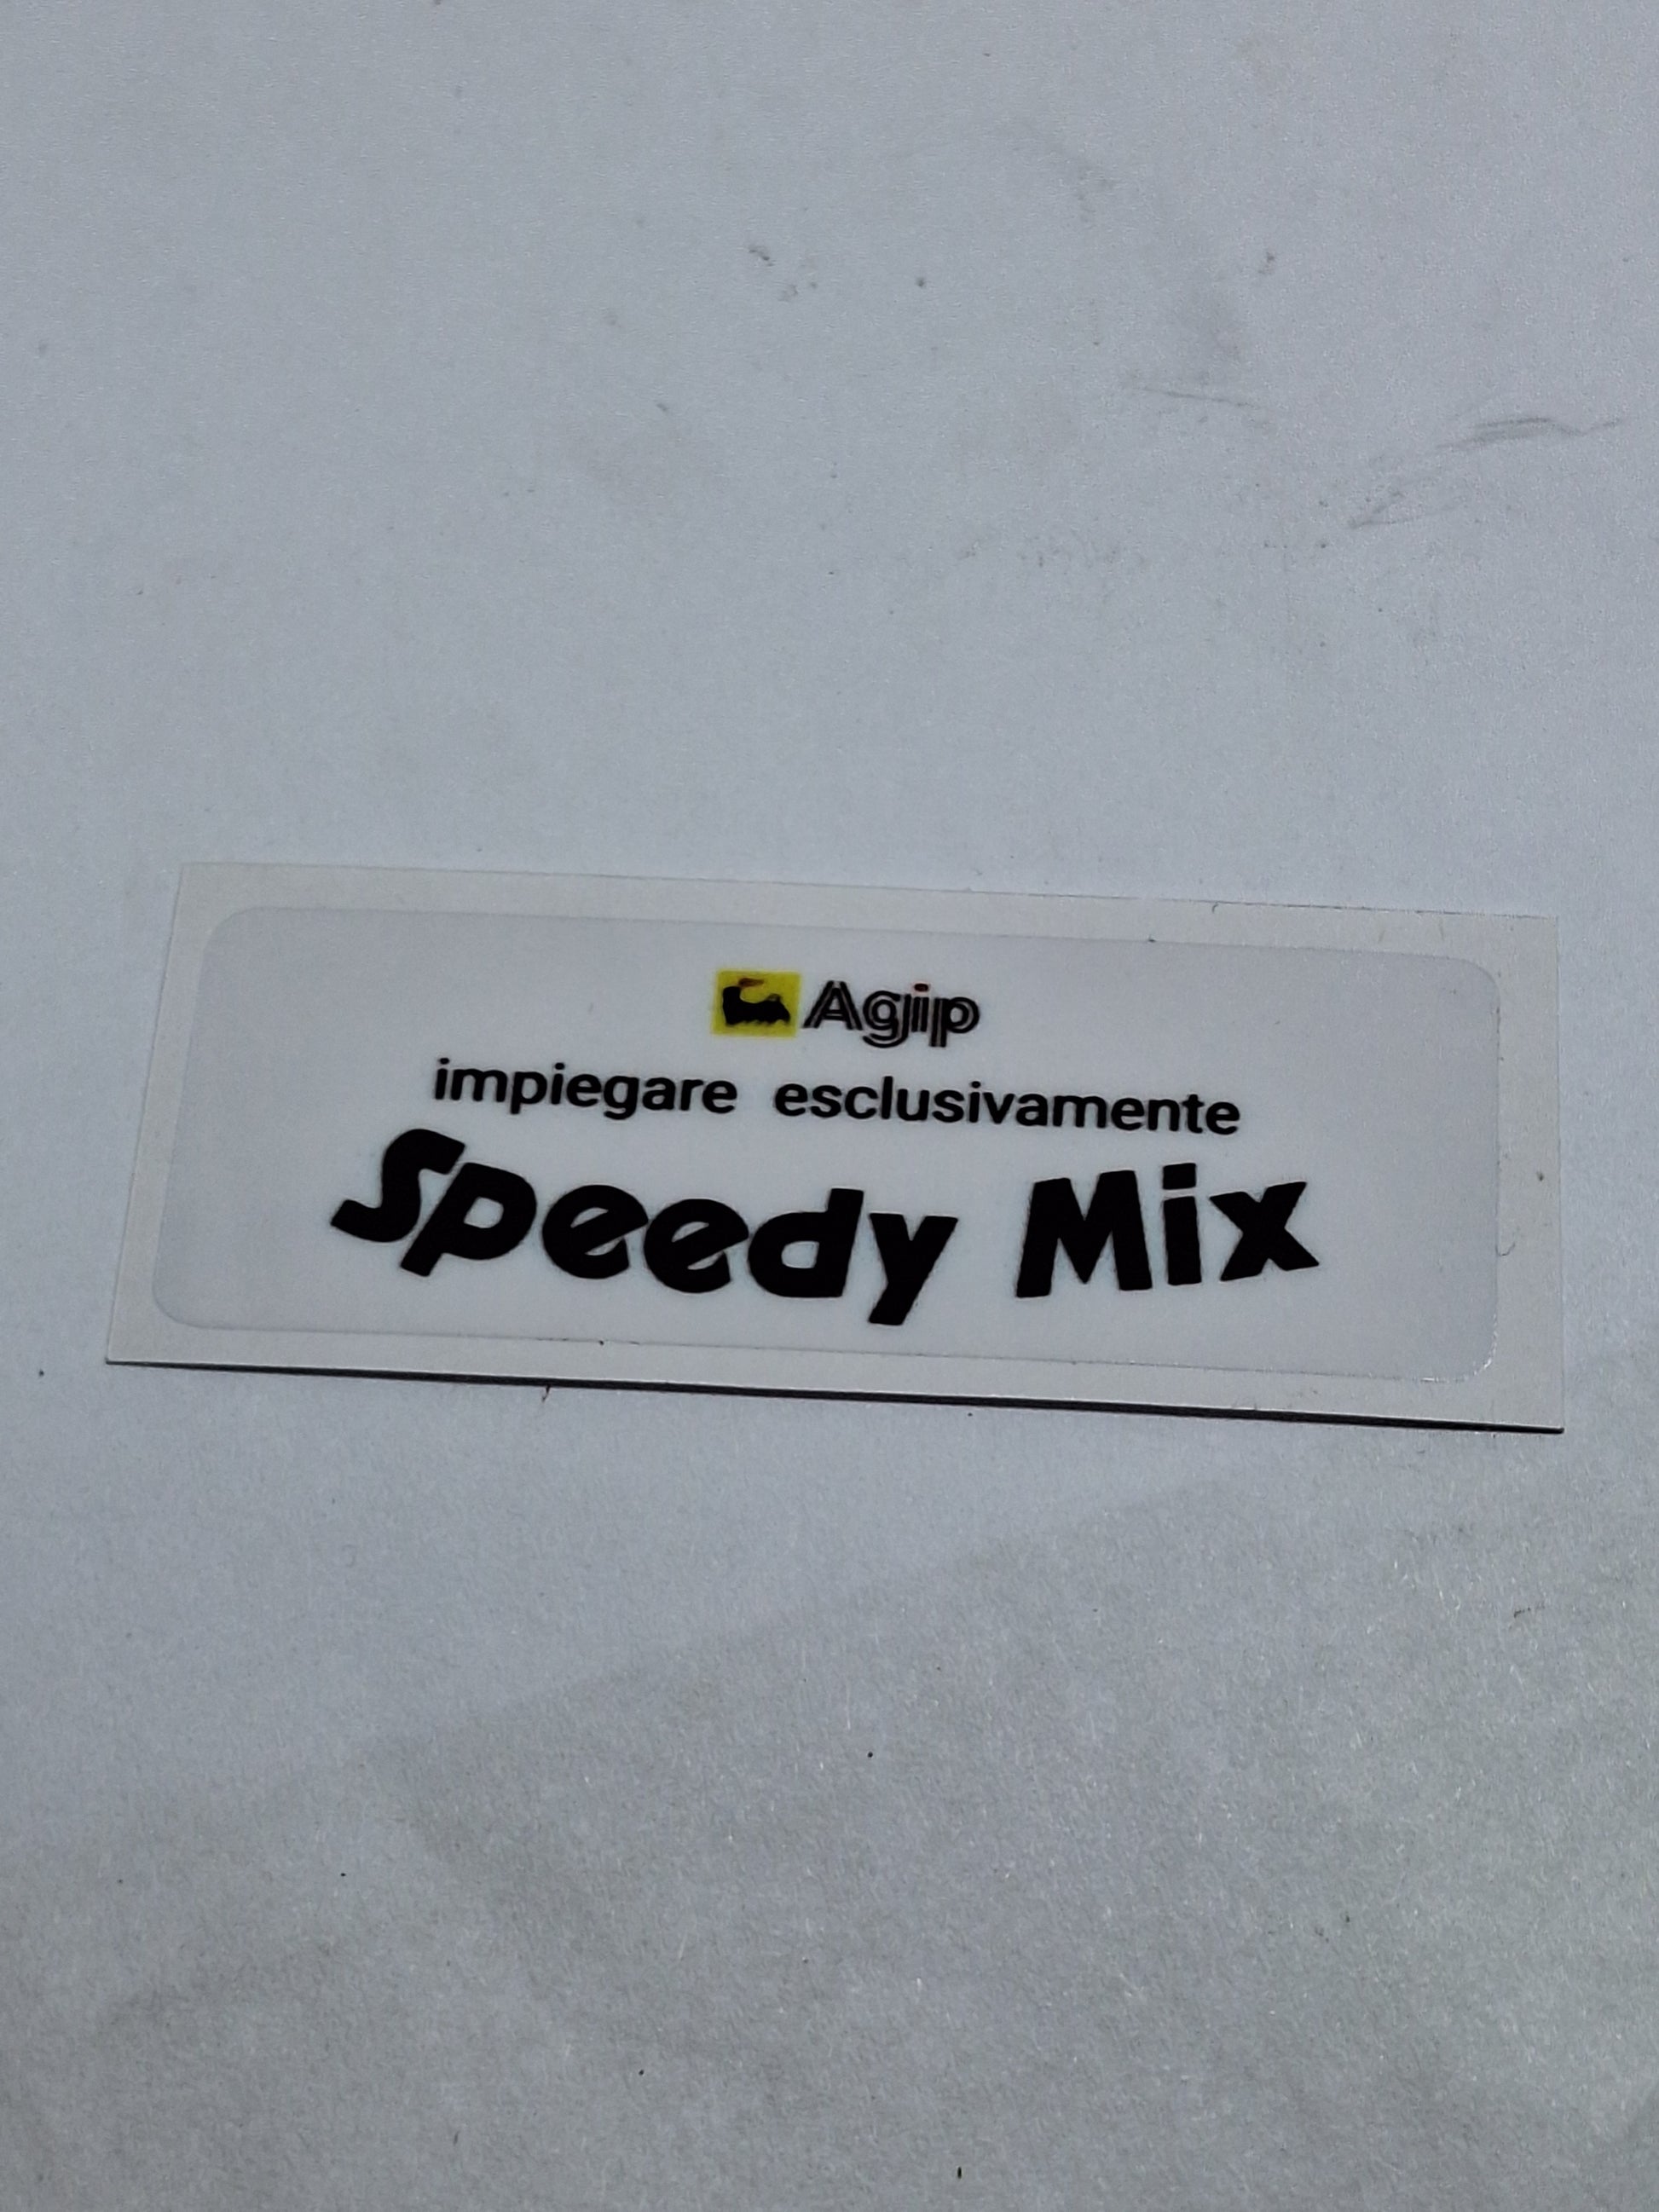 Agip
impiegare esclusivamente
Speedy Mix